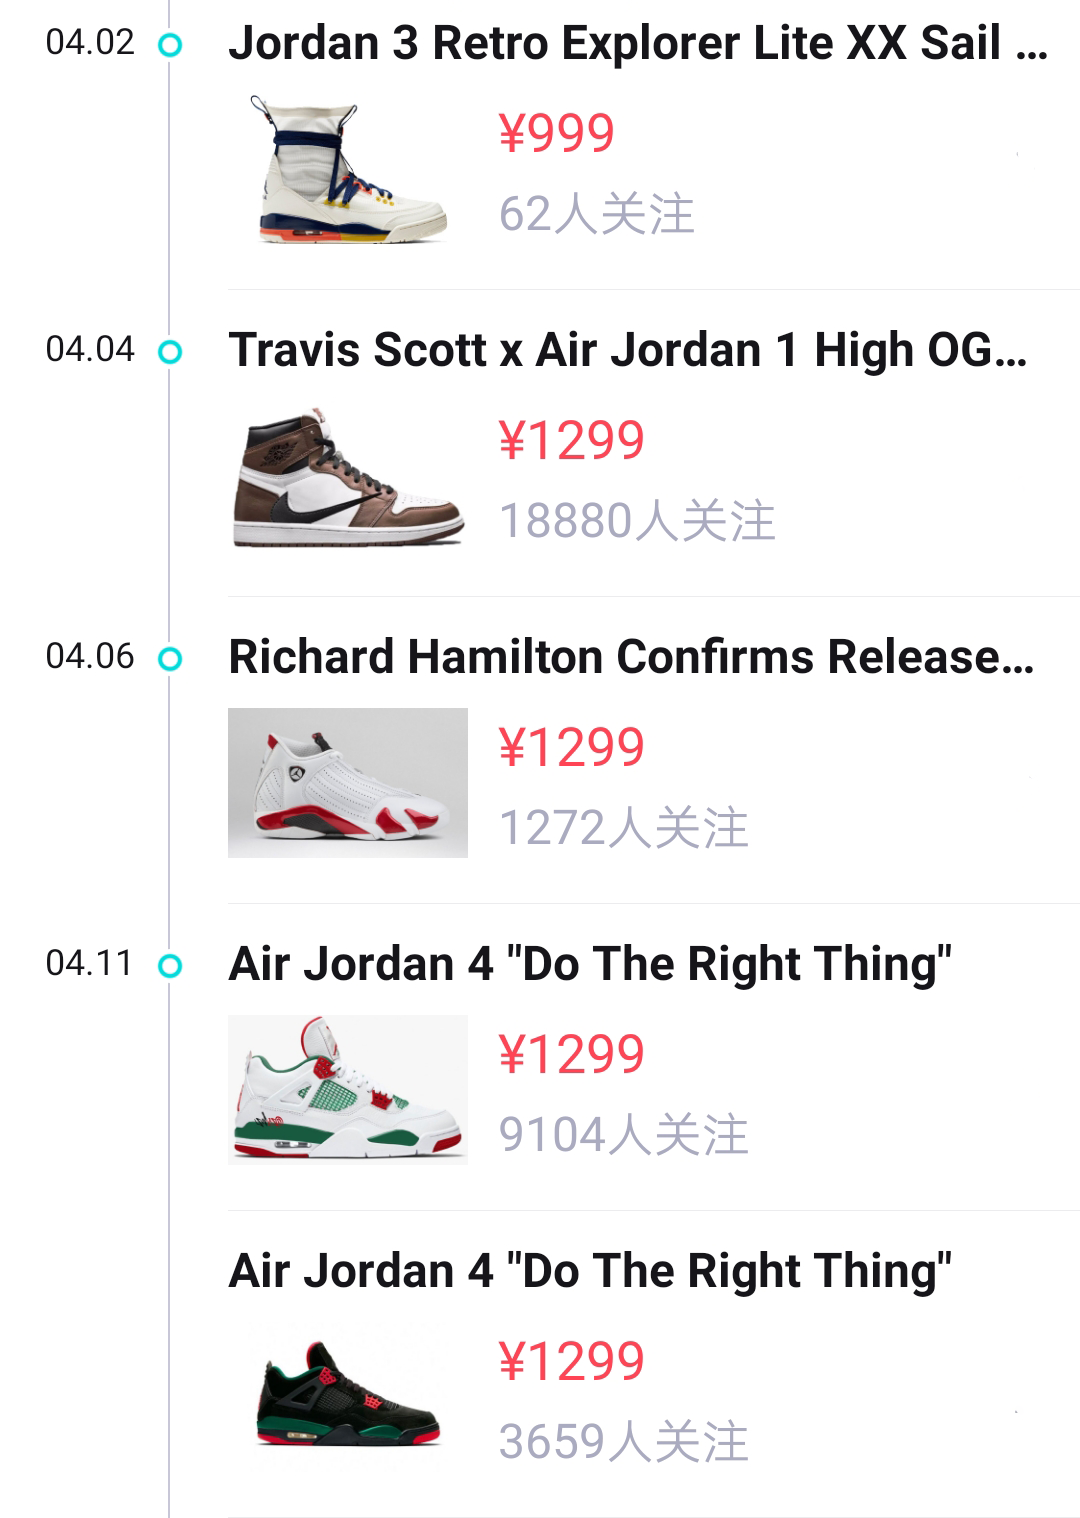 04.02
Jordan 3 Retro Explorer Lite XX Sail ...
¥999
62人关注
04.04
Travis Scott x Air Jordan 1 High OG...
¥1299
18880人关注
04.06
Richard Hamilton Confirms Release...
¥1299
1272人关注
04.11
Air Jordan 4 "Do The Right Thing"
¥1299
9104人关注
Air Jordan 4 "Do The Right Thing"
¥1299
3659人关注